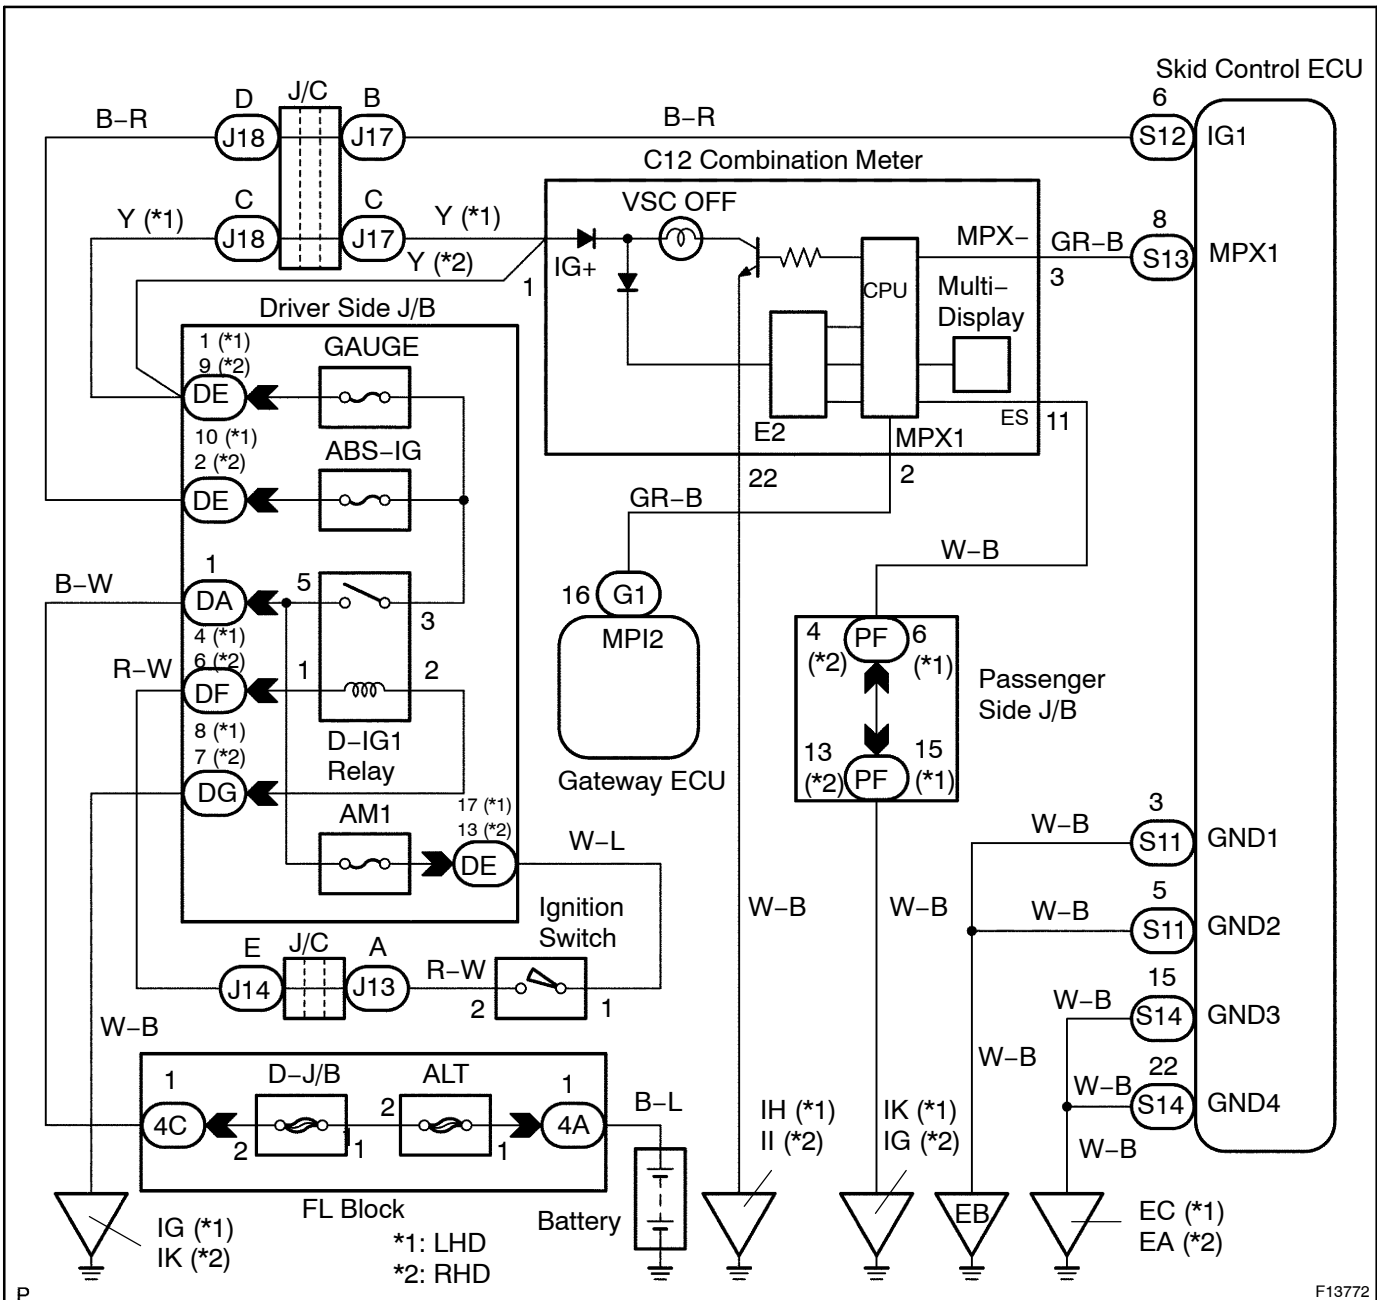 Skid Control ECU
D
J/C
B
6
B−R
J18
J17
B−R
S12
IG1
C12 Combination Meter
C
C
VSC OFF
8
Y (*1)
J18
J17
Y (*1)
MPX−
GR−B
S13
MPX1
Y (*2)
IG+
1
3
CPU
Multi−
Display
Driver Side J/B
1 (*1)
9 (*2)
GAUGE
DE
ES
11
10 (*1)
2 (*2)
ABS−IG
E2
MPX1
DE
22
2
GR−B
1
5
W−B
B−W
DA
16
G1
3
4 (*1)
6 (*2)
MPI2
4
(*2)
PF
6
(*1)
R−W
1
2
DF
Passenger
Side J/B
8 (*1)
7 (*2)
D−IG1
Relay
13
(*2)
PF
15
(*1)
DG
Gateway ECU
AM1
17 (*1)
13 (*2)
3
W−L
W−B
S11
GND1
DE
5
Ignition
Switch
W−B
W−B
W−B
S11
GND2
E
J/C
A
R−W
15
J14
J13
2
1
W−B
S14
GND3
W−B
W−B
22
1
D−J/B
ALT
1
W−B
S14
GND4
4C
2
4A
B−L
IH (*1)
II (*2)
IK (*1)
IG (*2)
2
1
1
W−B
FL Block
Battery
EB
IG (*1)
IK (*2)
EC (*1)
EA (*2)
*1: LHD
*2: RHD
P
F13772